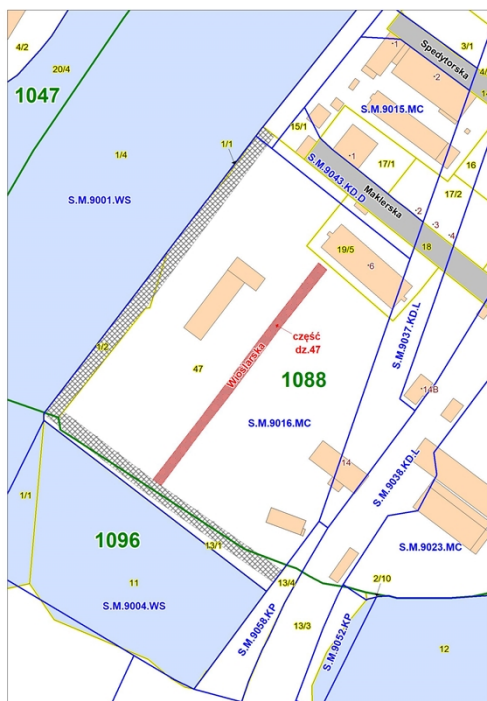 4/2
20/4
1047
1/4
S.M.9001.WS
1/1
Spedytorska
3/1
4/
1
2
14
S.M.9015.MC
15/1
1
S.M.9043.KD.D
17/1
16
17/2
Maklerska
2
3
4
18
19/5
6
S.M.9037.KD.L
część
dz.47
Wioślarska
1/2
47
1088
S.M.9016.MC
14B
14
S.M.9038.KD.L
S.M.9023.MC
1/1
1096
13/1
11
S.M.9004.WS
13/4
2/10
S.M.9058.KP
13/3
S.M.9052.KP
12